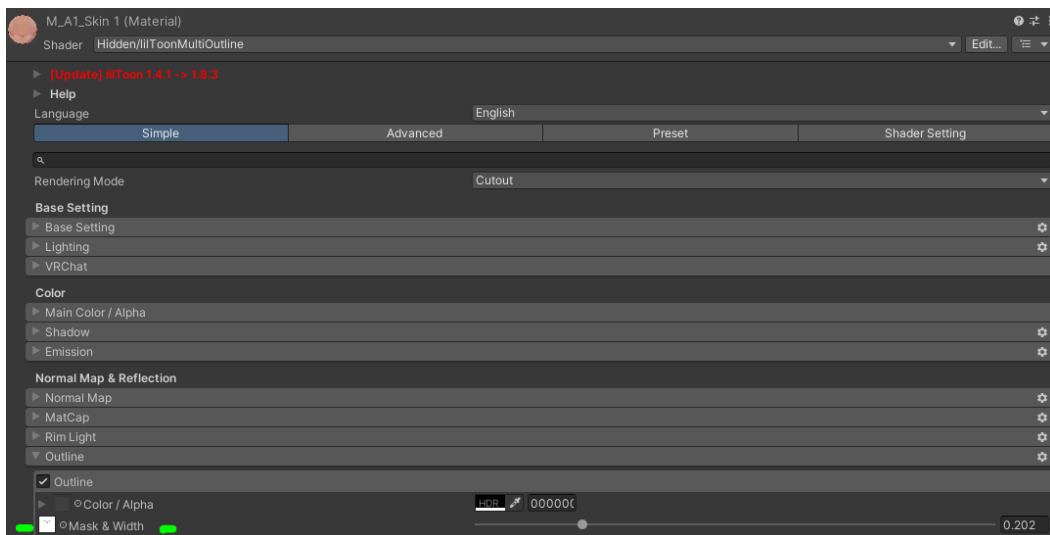 M_A1_Skin 1 (Material)
Shader Hidden/lilToonMultiOutline Edit...
[Update] lilToon 1.4.1 -> 1.8.3
Help
Language English
Simple Advanced Preset Shader Setting
Rendering Mode Cutout
Base Setting
Base Setting
Lighting
VRChat
Color
Main Color / Alpha
Shadow
Emission
Normal Map & Reflection
Normal Map
MatCap
Rim Light
Outline
Outline
Color / Alpha HDR 000000
Mask & Width 0.202